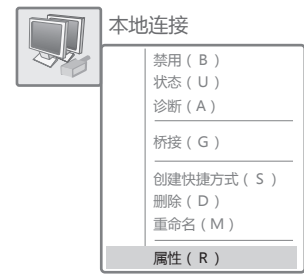 本地连接
禁用（B）
状态（U）
诊断（A）
桥接（G）
创建快捷方式（S）
删除（D）
重命名（M）
属性（R）